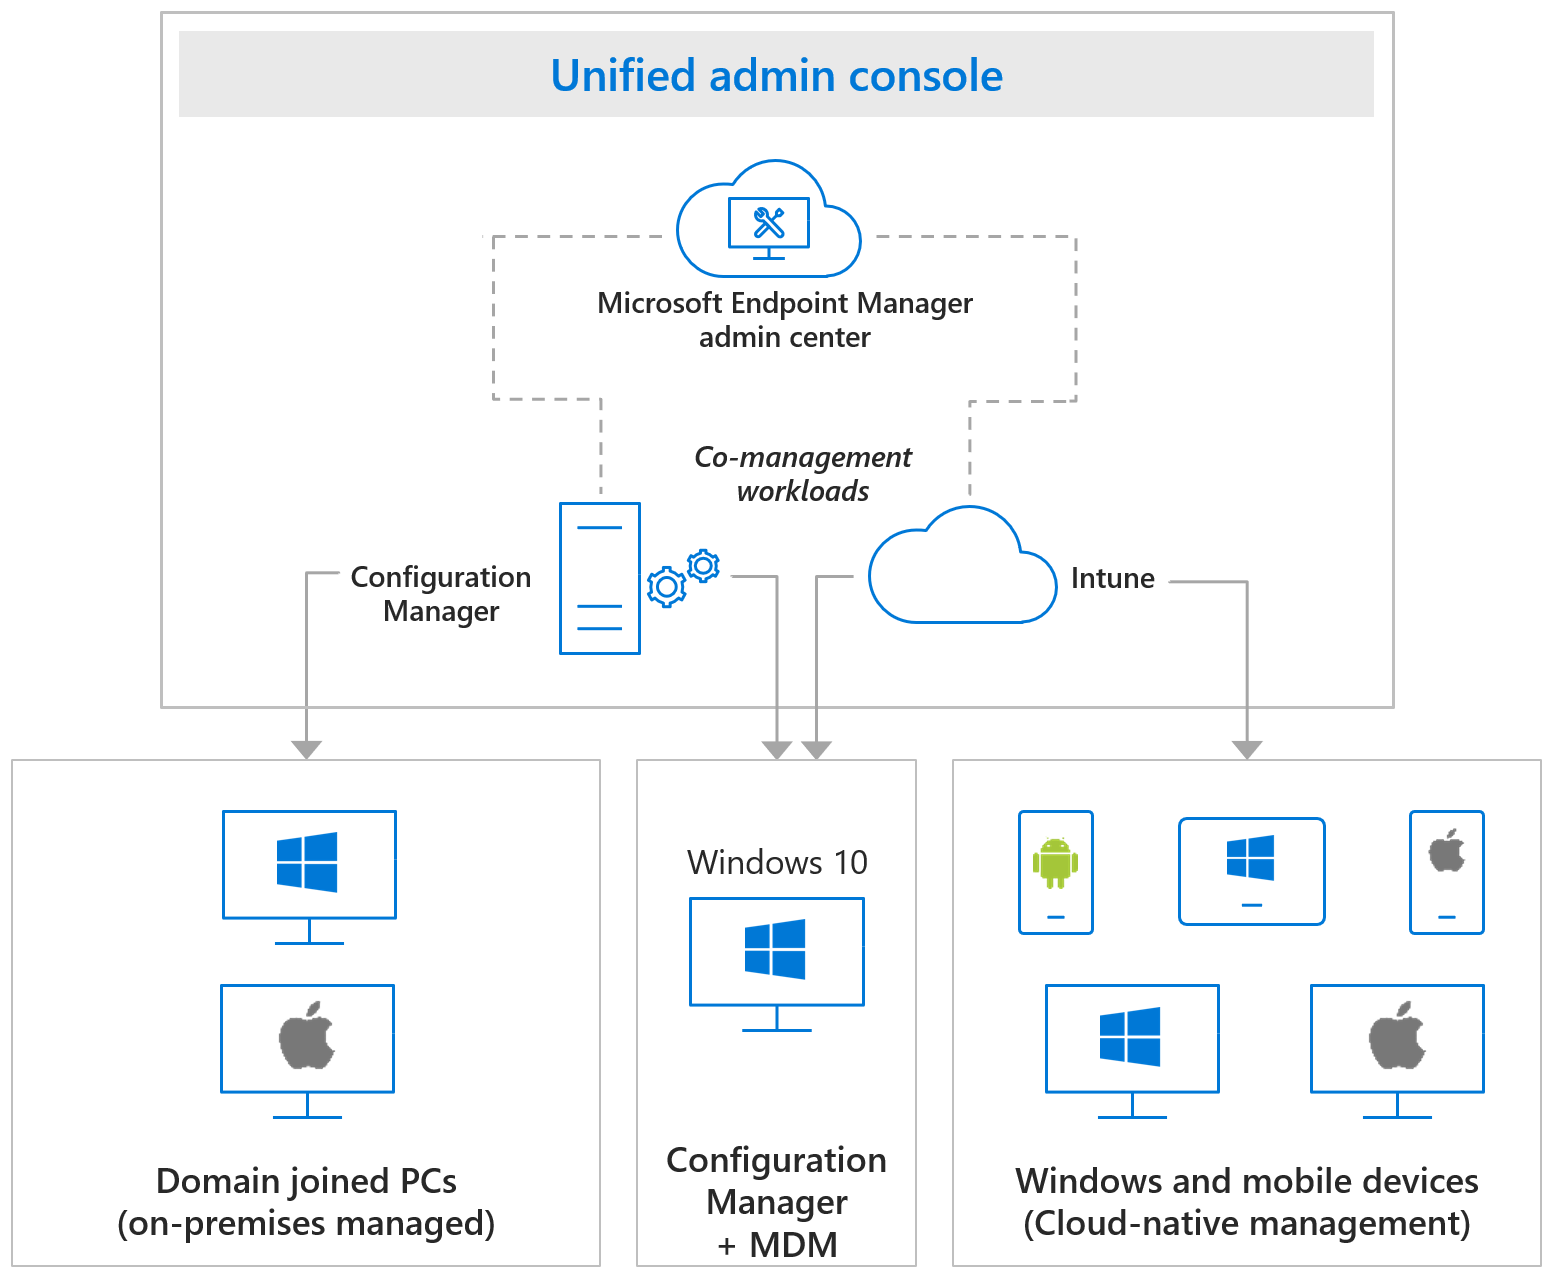 Unified admin console
Microsoft Endpoint Manager
admin center
Co-management
workloads
Configuration
Manager
Intune
Domain joined PCs
(on-premises managed)
Windows 10
Configuration
Manager
+ MDM
Windows and mobile devices
(Cloud-native management)